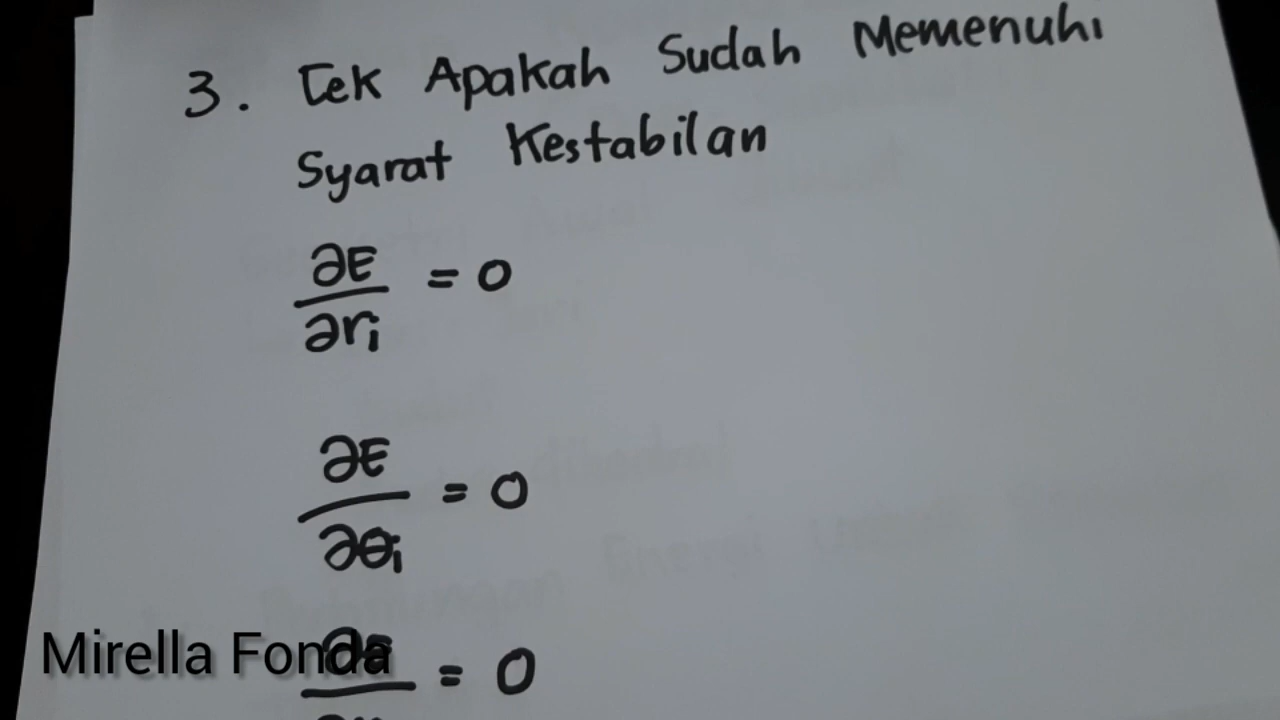 3. Cek Apakah Sudah Memenuhi
Syarat Kestabilan
∂E
= 0
∂ri
∂E
= 0
∂θi
∂E
= 0
Mirella Fonda